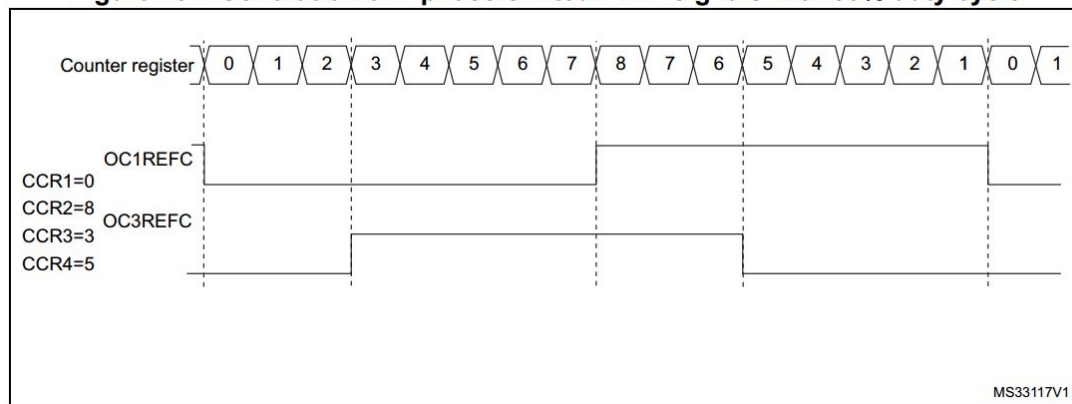 Counter register 0 1 2 3 4 5 6 7 8 7 6 5 4 3 2 1 0 1
OC1REFC
CCR1=0
CCR2=8
OC3REFC
CCR3=3
CCR4=5
MS33117V1